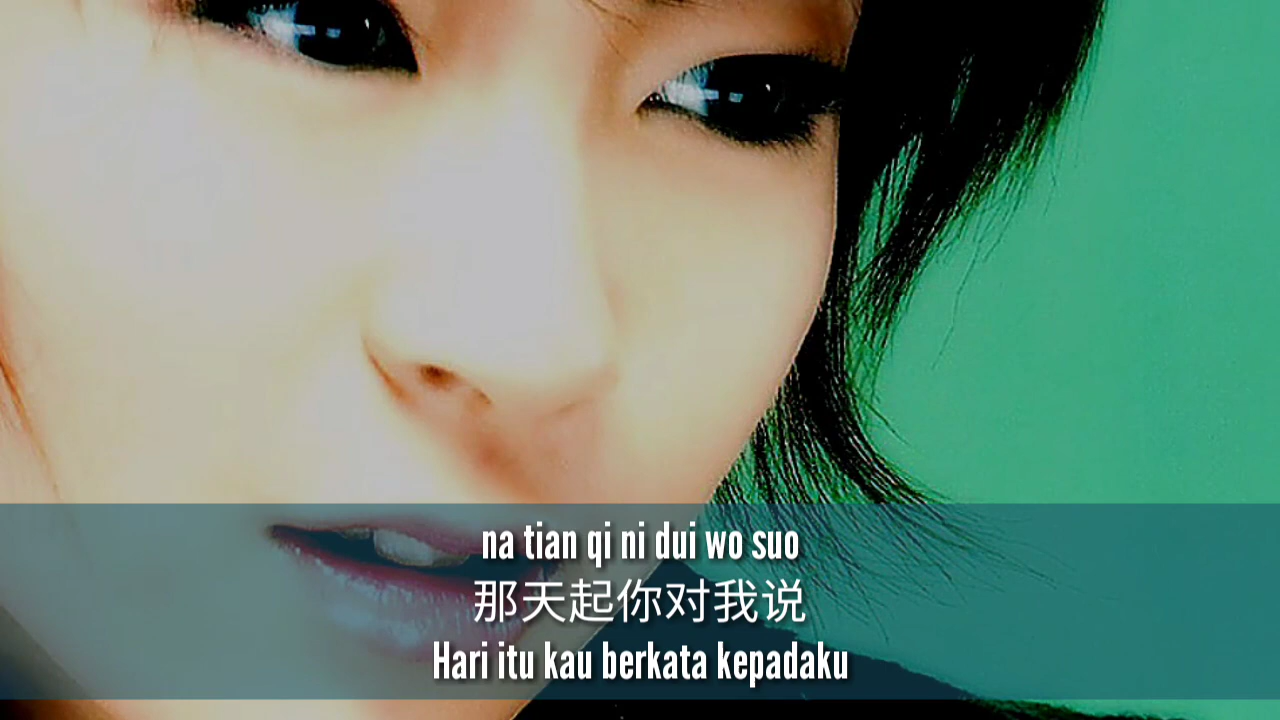 na tian qi ni dui wo suo
那天起你对我说
Hari itu kau berkata kepadaku